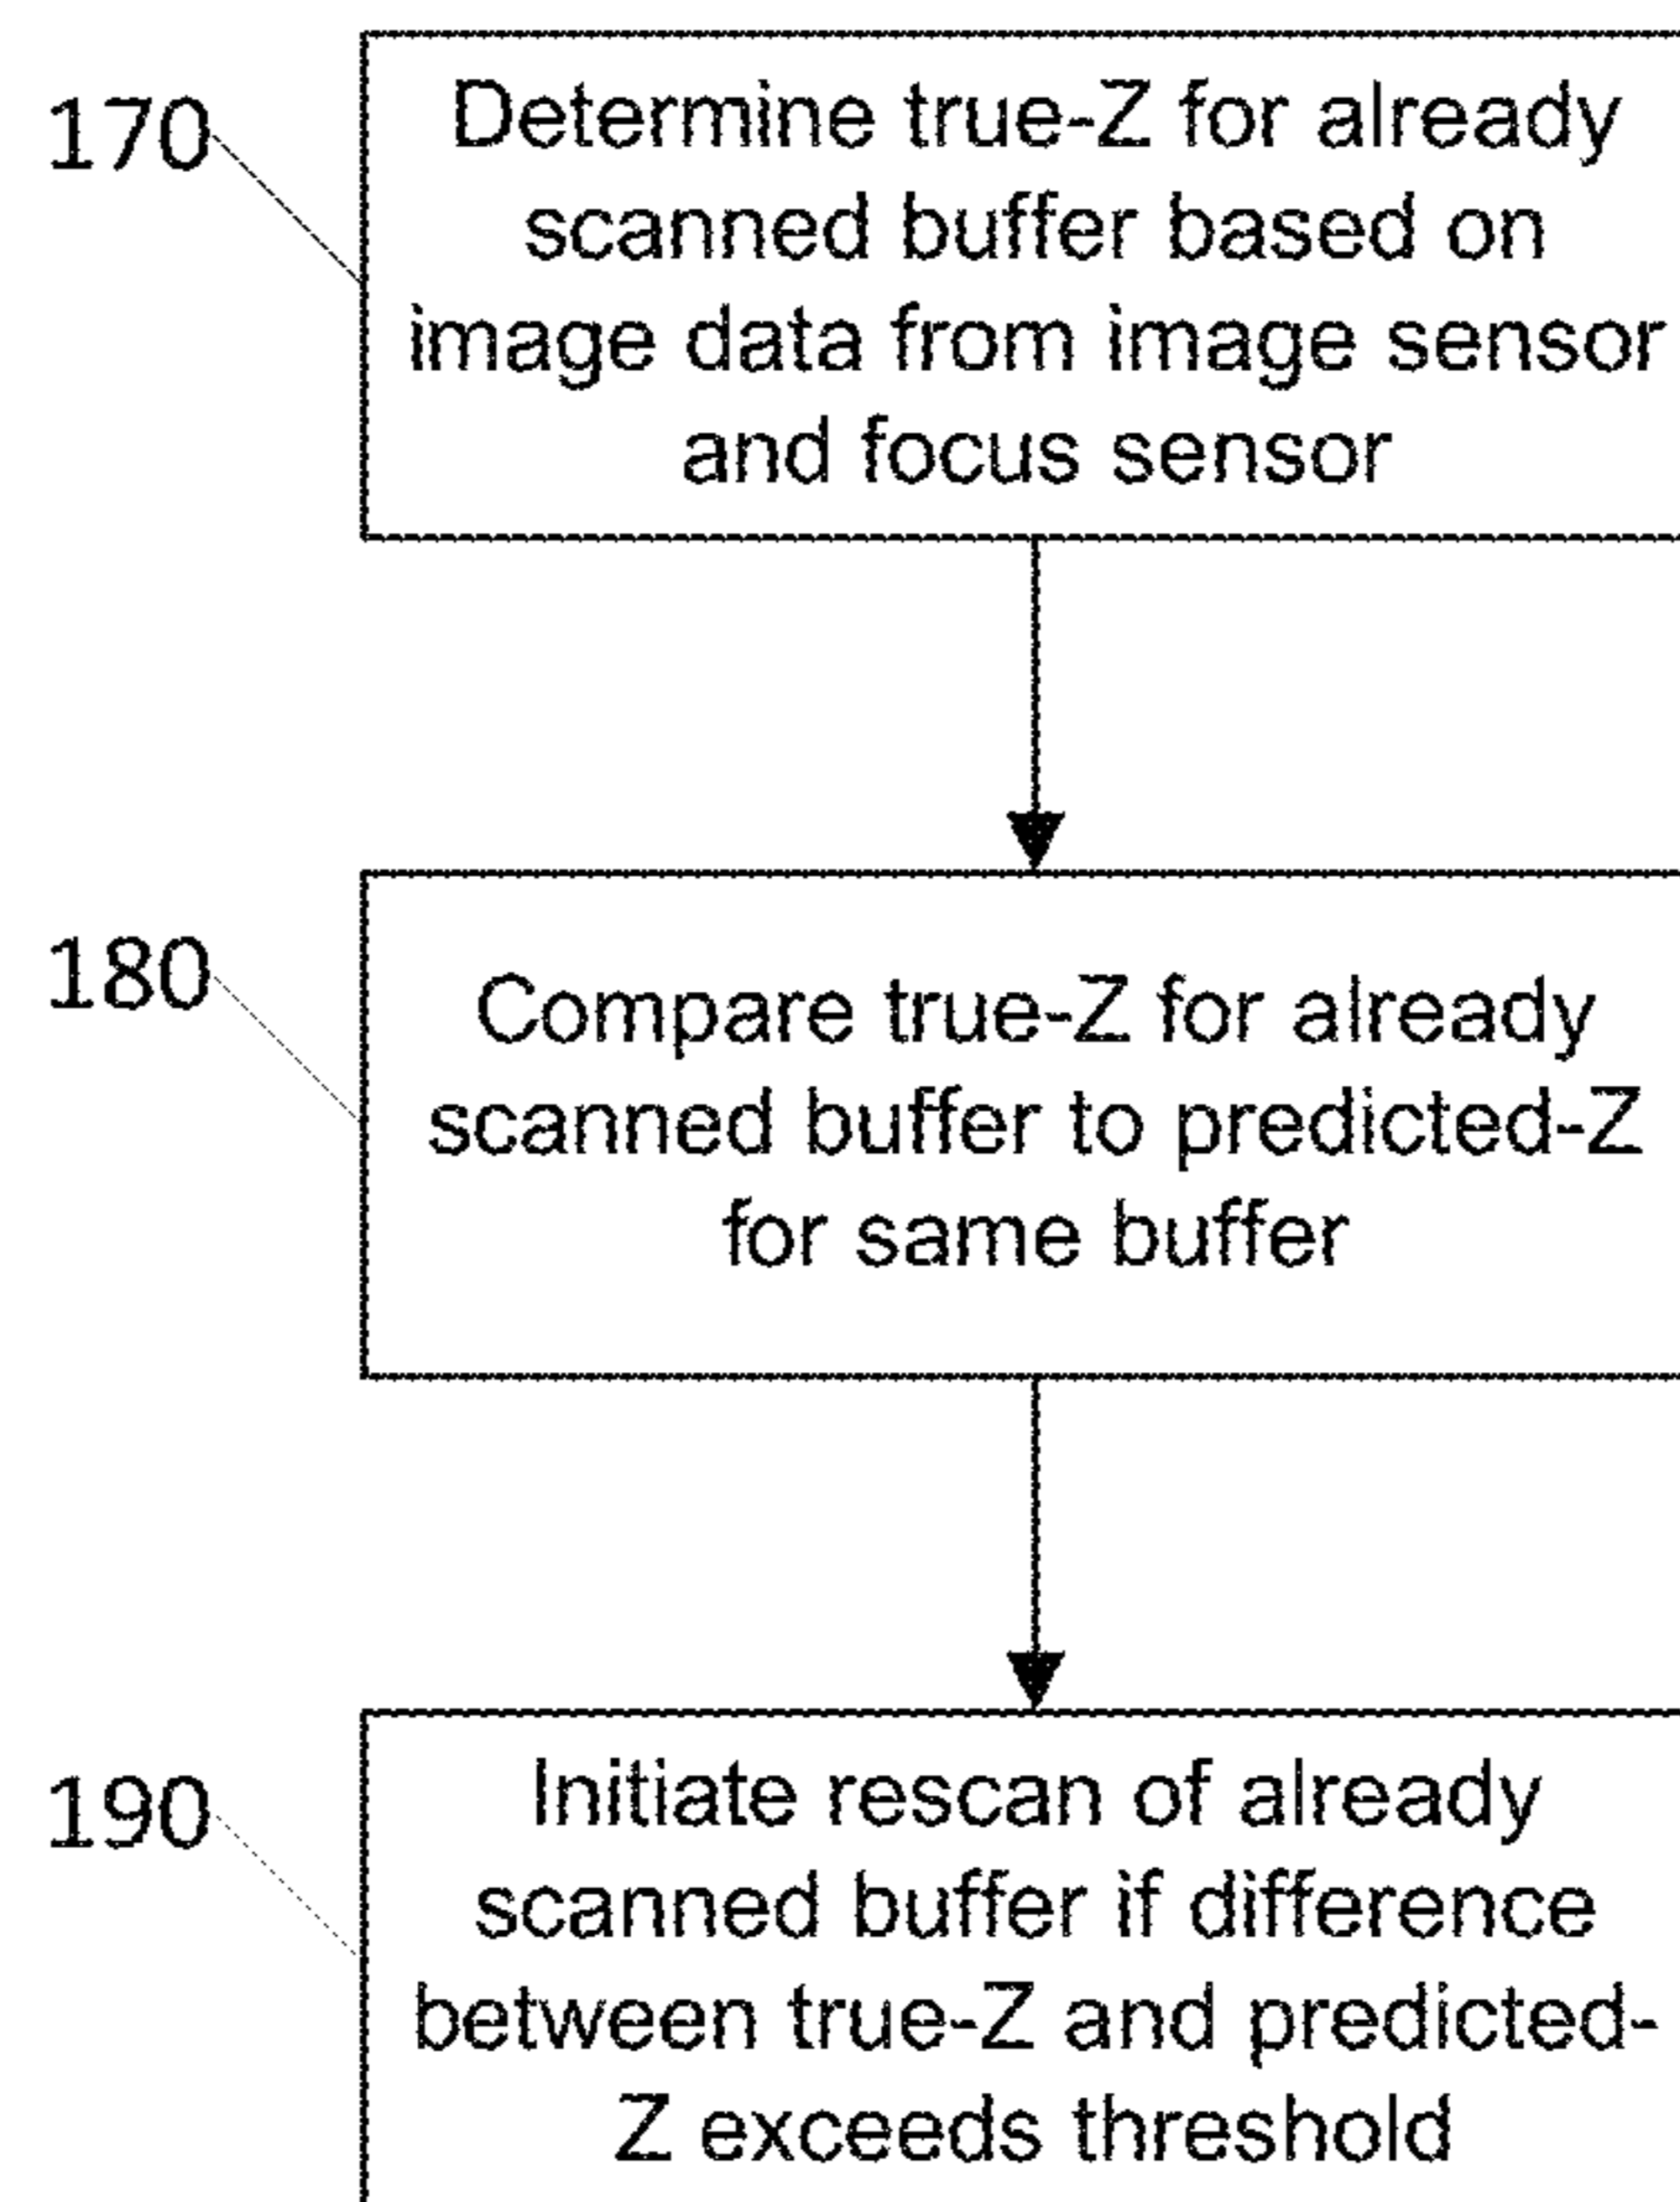 170
Determine true-Z for already
scanned buffer based on
image data from image sensor
and focus sensor
180
Compare true-Z for already
scanned buffer to predicted-Z
for same buffer
190
Initiate rescan of already
scanned buffer if difference
between true-Z and predicted-
Z exceeds threshold